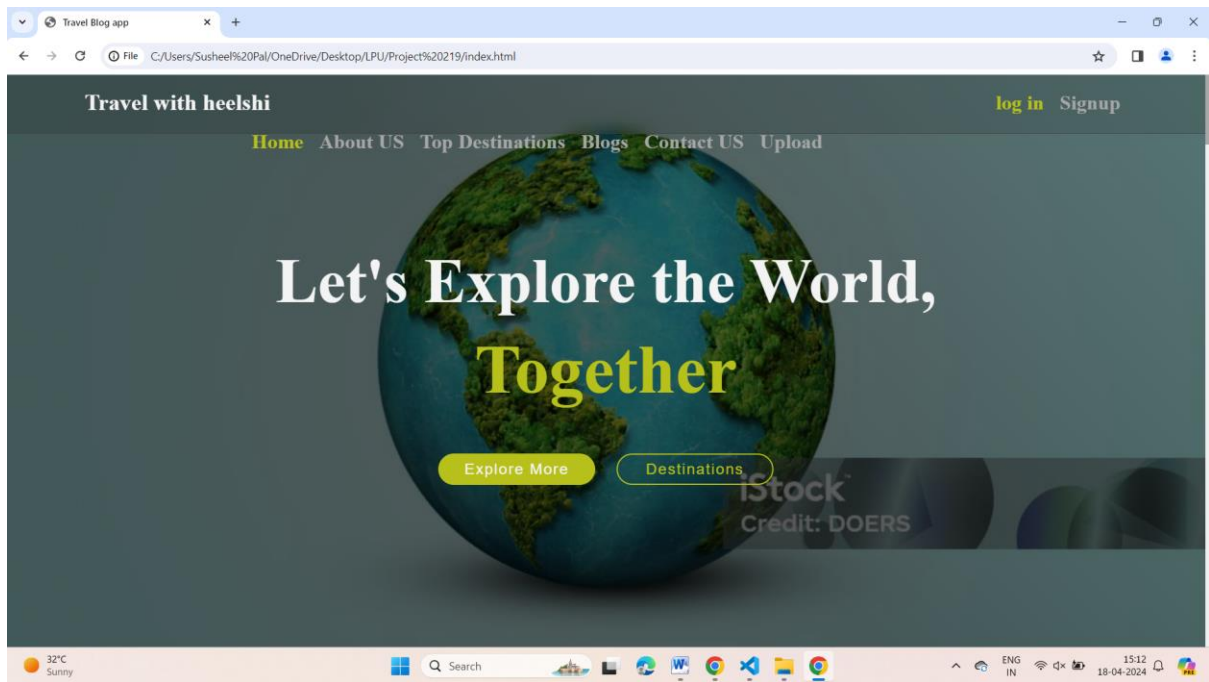 Travel Blog app
File C:/Users/Susheel%20Pal/OneDrive/Desktop/LPU/Project%20219/index.html
Travel with heelshi log in Signup
Home About US Top Destinations Blogs Contact US Upload
Let's Explore the World,
Together
Explore More Destinations
iStock
Credit: DOERS
32°C
Sunny
Search
ENG
IN
15:12
18-04-2024